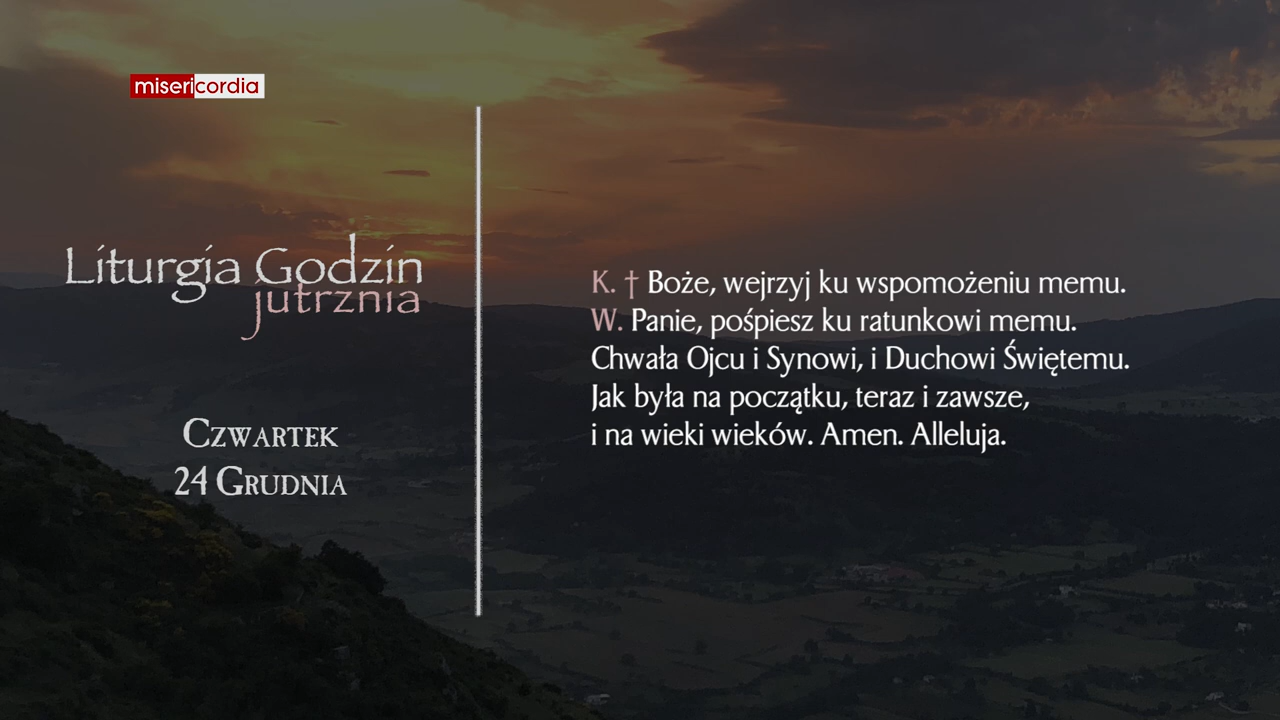 misericordia
Liturgia Godzin
jutrznia
Czwartek
24 Grudnia
K. † Boże, wejrzyj ku wspomożeniu memu.
W. Panie, pośpiesz ku ratunkowi memu.
Chwała Ojcu i Synowi, i Duchowi Świętemu.
Jak była na początku, teraz i zawsze,
i na wieki wieków. Amen. Alleluja.